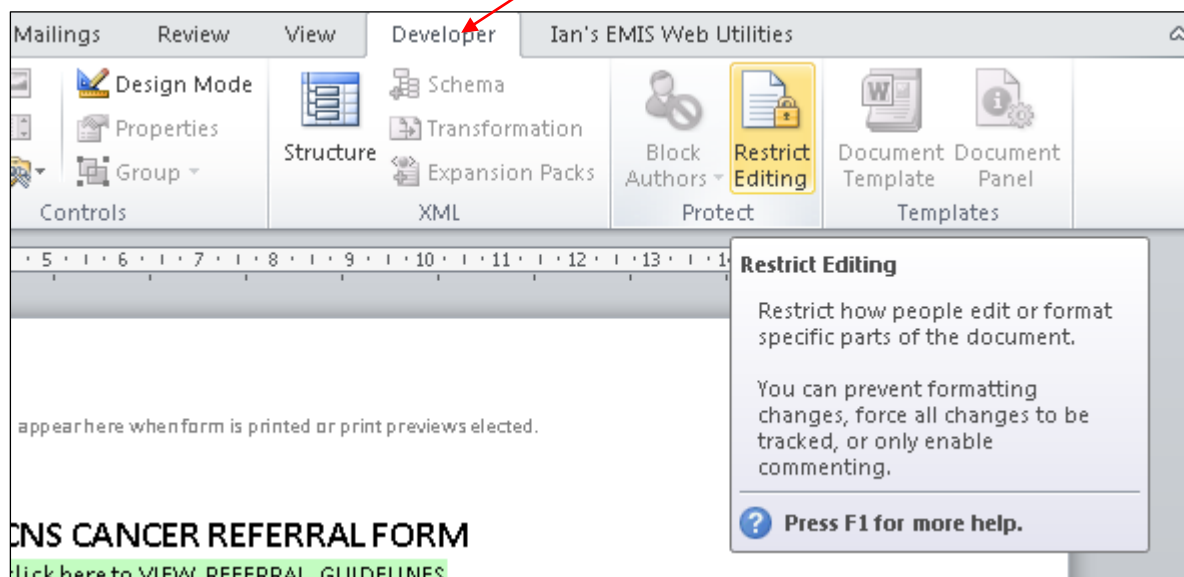 Mailings Review View Developer Ian's EMIS Web Utilities
Design Mode
Properties
Group
Controls
Structure
Schema
Transformation
Expansion Packs
XML
Block
Authors
Restrict
Editing
Protect
Document
Template
Document
Panel
Templates
5 6 7 8 9 10 11 12 13
Restrict Editing
Restrict how people edit or format
specific parts of the document.
You can prevent formatting
changes, force all changes to be
tracked, or only enable
commenting.
Press F1 for more help.
appear here when form is printed or print previews elected.
CNS CANCER REFERRAL FORM
click here to VIEW REFERRAL GUIDELINES